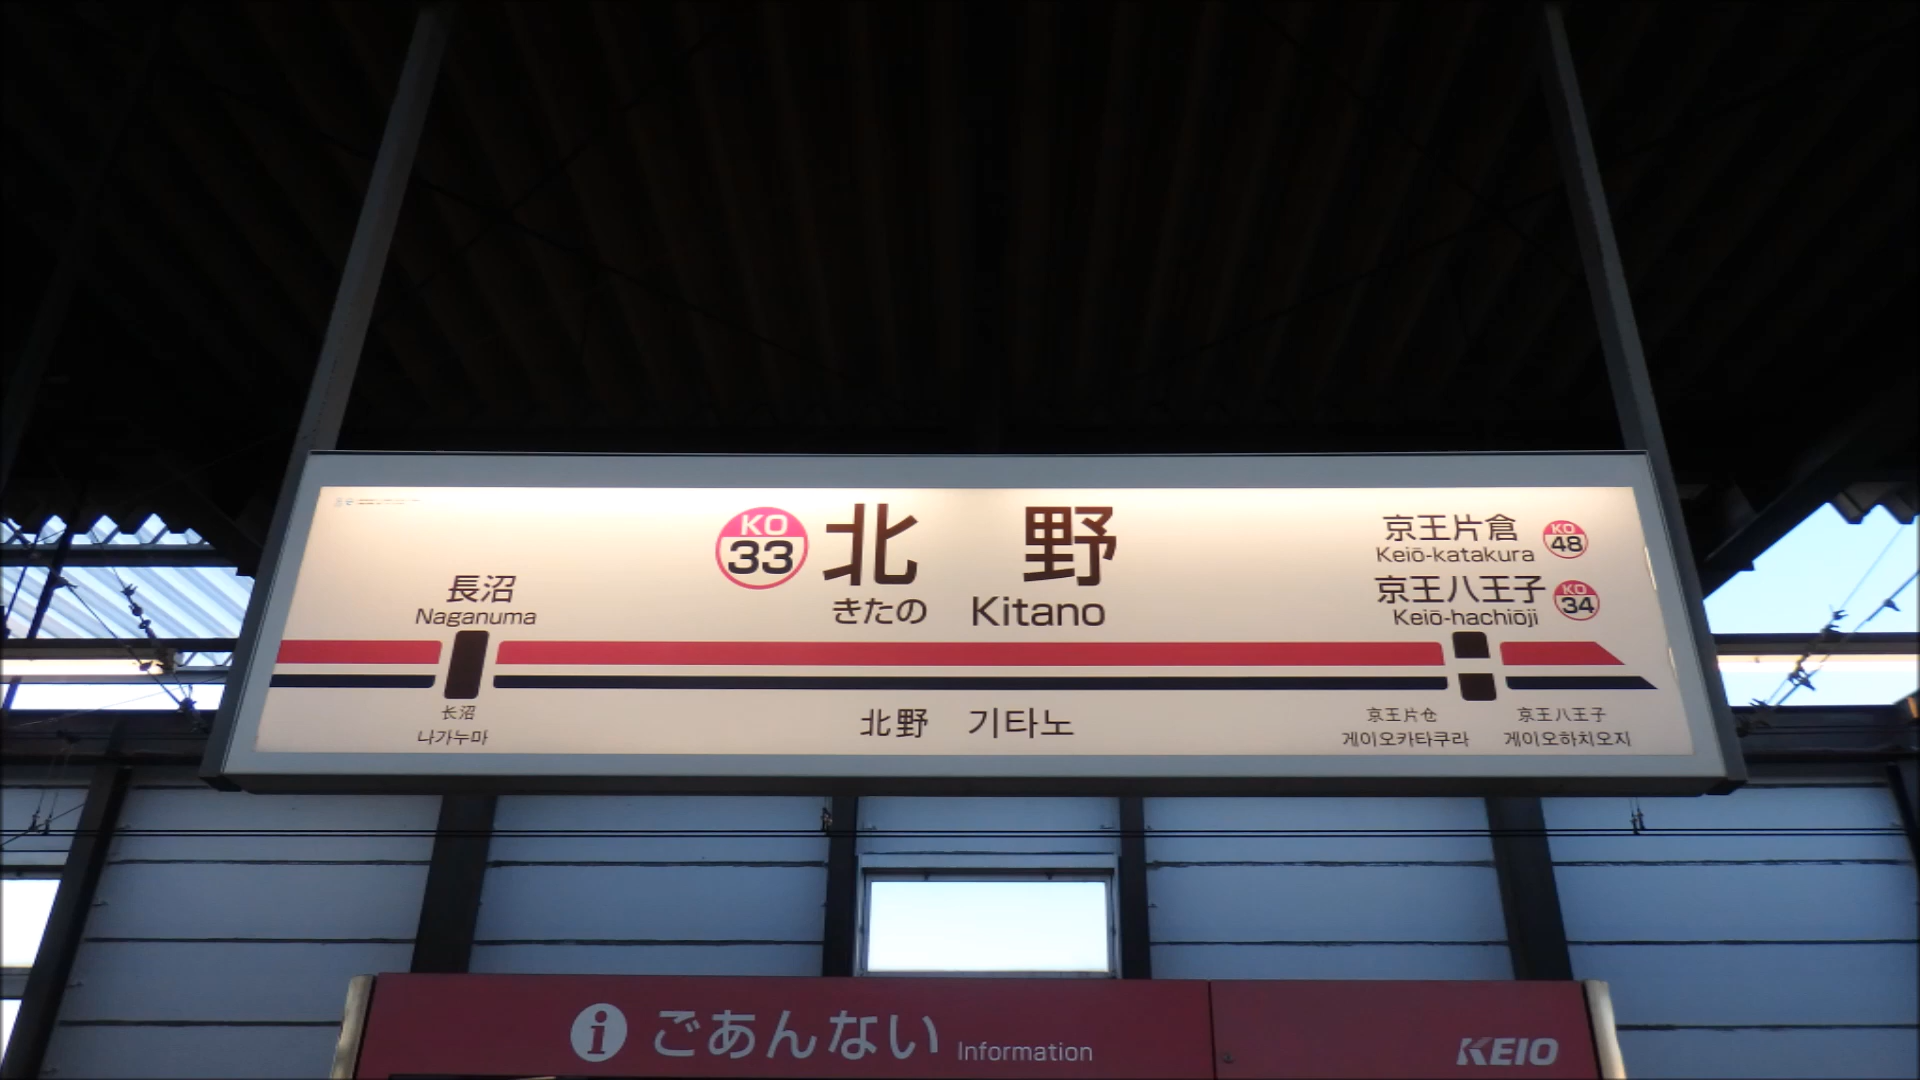 KO
33
北野
きたの Kitano
長沼
Naganuma
京王片倉
Keiō-katakura
KO
48
京王八王子
Keiō-hachiōji
KO
34
长沼
나가누마
北野 기타노
京王片仓
게이오카타쿠라
京王八王子
게이오하치오지
i ごあんない Information
KEIO